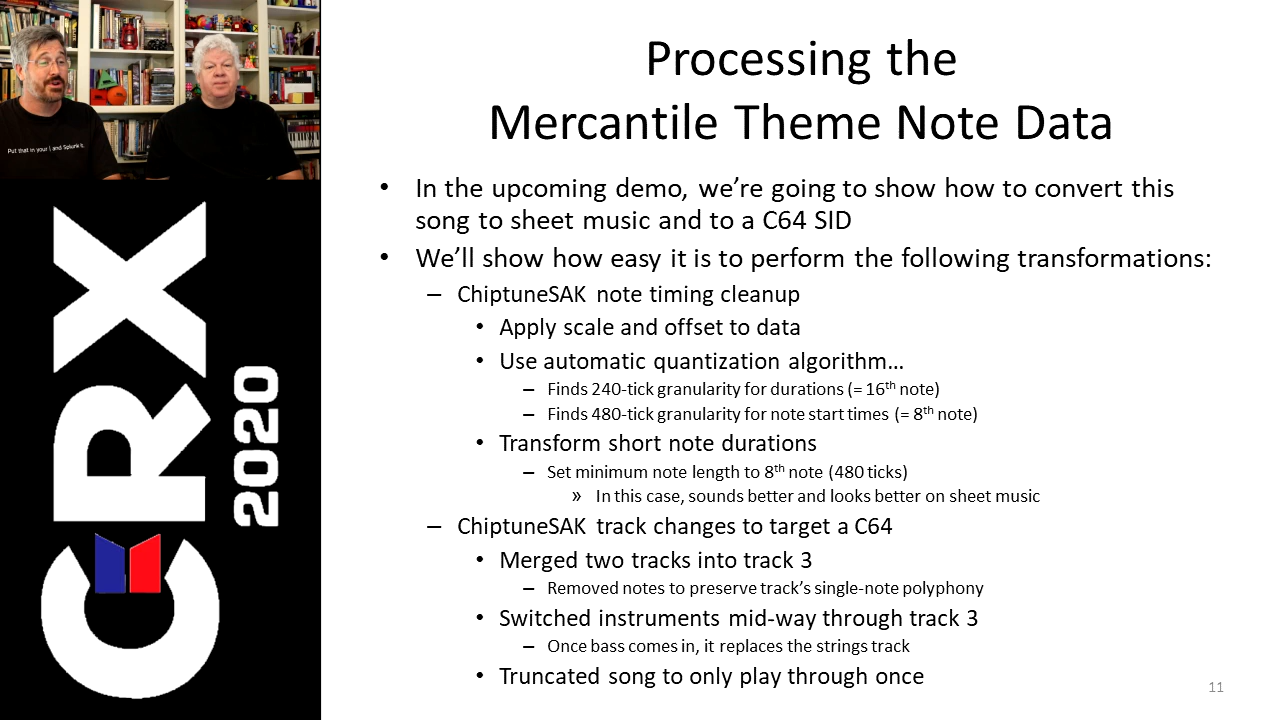 Put that in your | and Splunk it.
CRX
2020
Processing the
Mercantile Theme Note Data
• In the upcoming demo, we’re going to show how to convert this
song to sheet music and to a C64 SID
• We’ll show how easy it is to perform the following transformations:
– ChiptuneSAK note timing cleanup
• Apply scale and offset to data
• Use automatic quantization algorithm…
– Finds 240-tick granularity for durations (= 16th note)
– Finds 480-tick granularity for note start times (= 8th note)
• Transform short note durations
– Set minimum note length to 8th note (480 ticks)
» In this case, sounds better and looks better on sheet music
– ChiptuneSAK track changes to target a C64
• Merged two tracks into track 3
– Removed notes to preserve track’s single-note polyphony
• Switched instruments mid-way through track 3
– Once bass comes in, it replaces the strings track
• Truncated song to only play through once
11